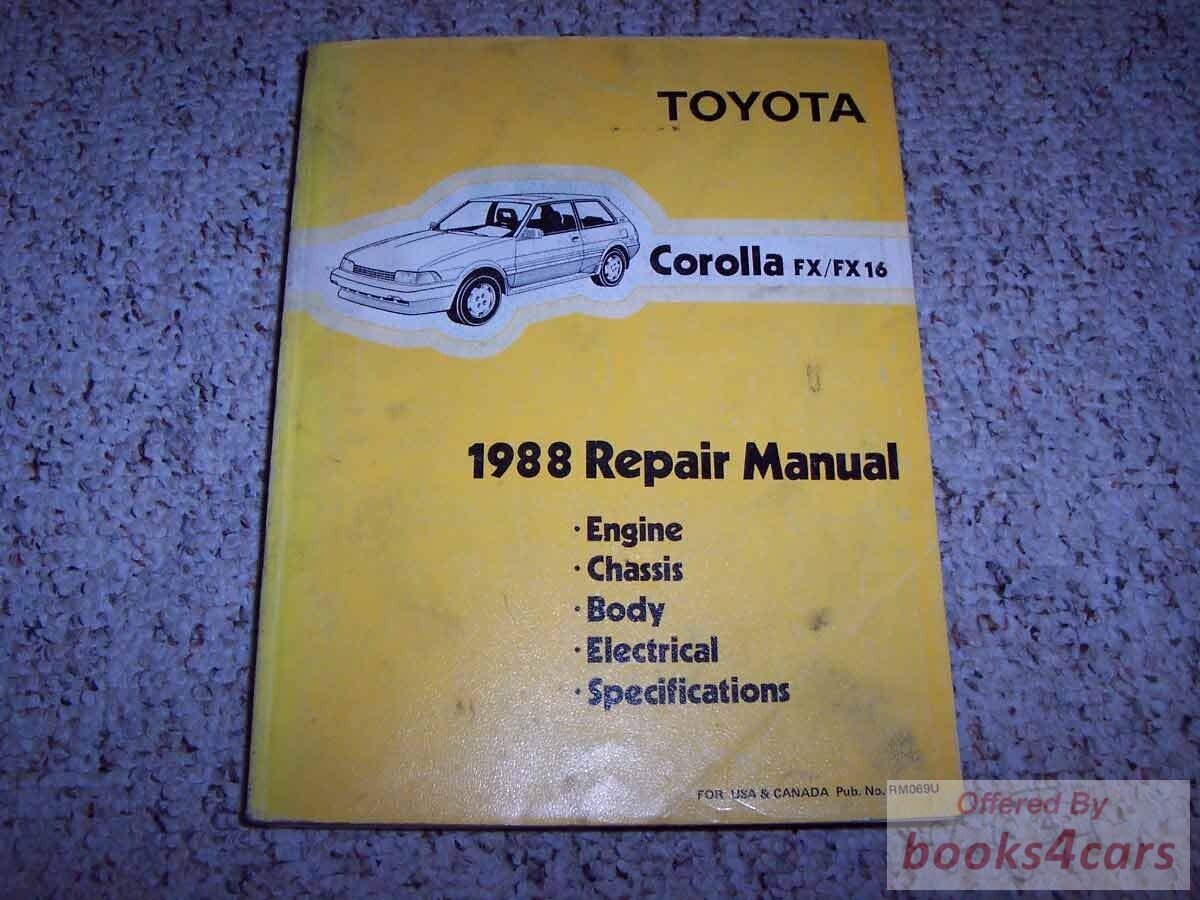 TOYOTA
Corolla FX/FX16
1988 Repair Manual
· Engine
· Chassis
· Body
· Electrical
· Specifications
FOR USA & CANADA Pub. No. RM069U
Offered By
books4cars